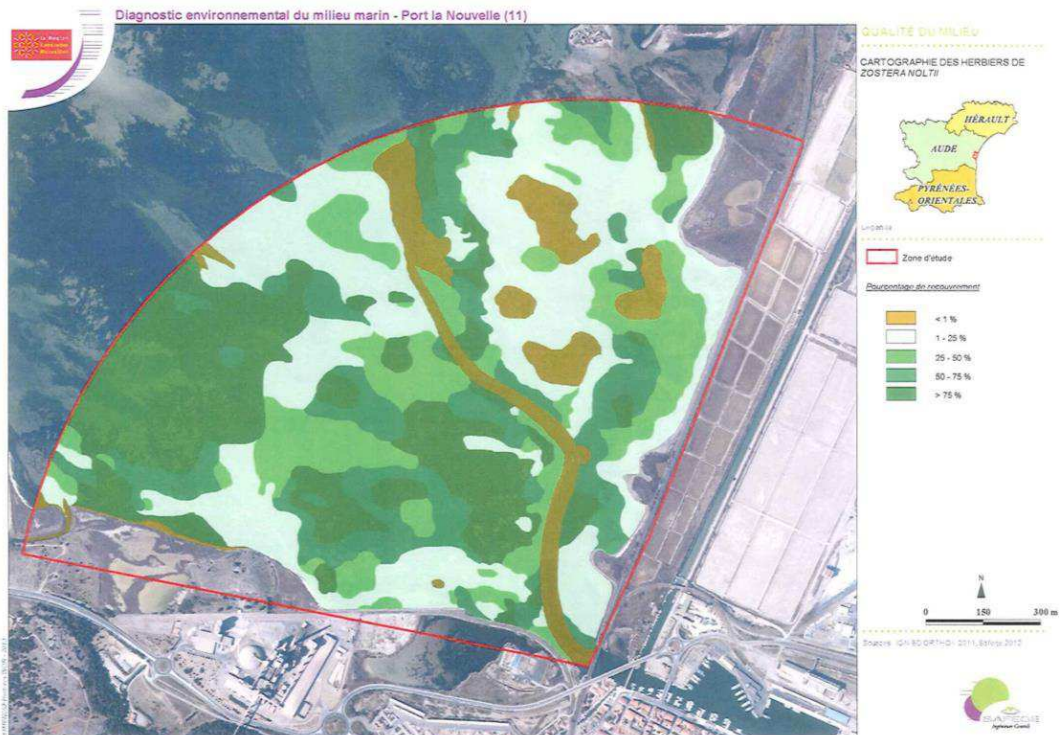 Diagnostic environnemental du milieu marin - Port la Nouvelle (11)
QUALITÉ DU MILIEU
CARTOGRAPHIE DES HERBIERS DE
ZOSTERA NOLTII
HÉRAULT
AUDE
PYRÉNÉES-
ORIENTALES
Zone d'étude
Pourcentage de recouvrement
< 1 %
1 - 25 %
25 - 50 %
50 - 75 %
> 75 %
N
0 150 300 m
Ingénieurs Conseils